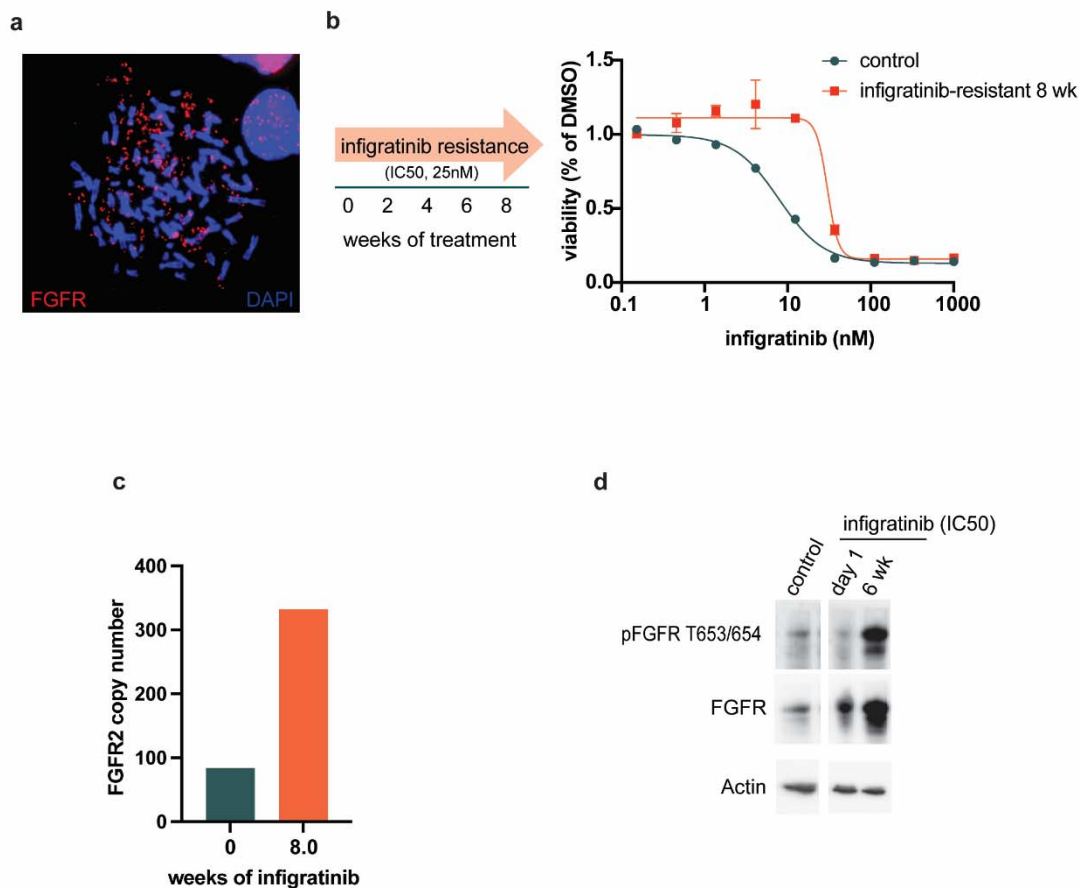 a
FGFR
DAPI
b
infigratinib resistance
(IC50, 25nM)
0 2 4 6 8
weeks of treatment
viability (% of DMSO)
1.5
1.0
0.5
0.0
0.1 1 10 100 1000
infigratinib (nM)
control
infigratinib-resistant 8 wk
c
FGFR2 copy number
400
300
200
100
0
0 8.0
weeks of infigratinib
d
infigratinib (IC50)
control
day 1
6 wk
pFGFR T653/654
FGFR
Actin